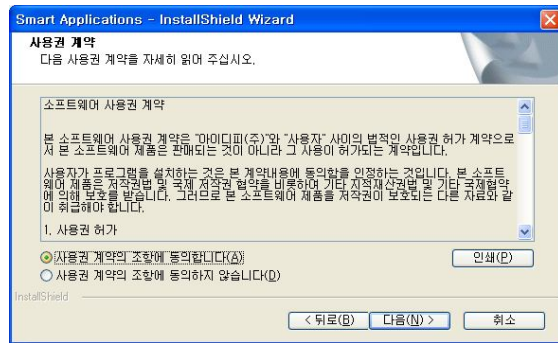 Smart Applications - InstallShield Wizard
사용권 계약
다음 사용권 계약을 자세히 읽어 주십시오.
소프트웨어 사용권 계약
본 소프트웨어 사용권 계약은 "아이디피(주)"와 "사용자" 사이의 법적인 사용권 허가 계약으로
서 본 소프트웨어 제품은 판매되는 것이 아니라 그 사용이 허가되는 계약입니다.
사용자가 프로그램을 설치하는 것은 본 계약내용에 동의함을 인정하는 것입니다. 본 소프트
웨어 제품은 저작권법 및 국제 저작권 협약을 비롯하여 기타 지적재산권법 및 기타 국제협약
에 의해 보호를 받습니다. 그러므로 본 소프트웨어 제품을 저작권이 보호되는 다른 자료와 같
이 취급해야 합니다.
1. 사용권 허가
사용권 계약의 조항에 동의합니다(A)
인쇄(P)
사용권 계약의 조항에 동의하지 않습니다(D)
InstallShield
< 뒤로(B) 다음(N) > 취소